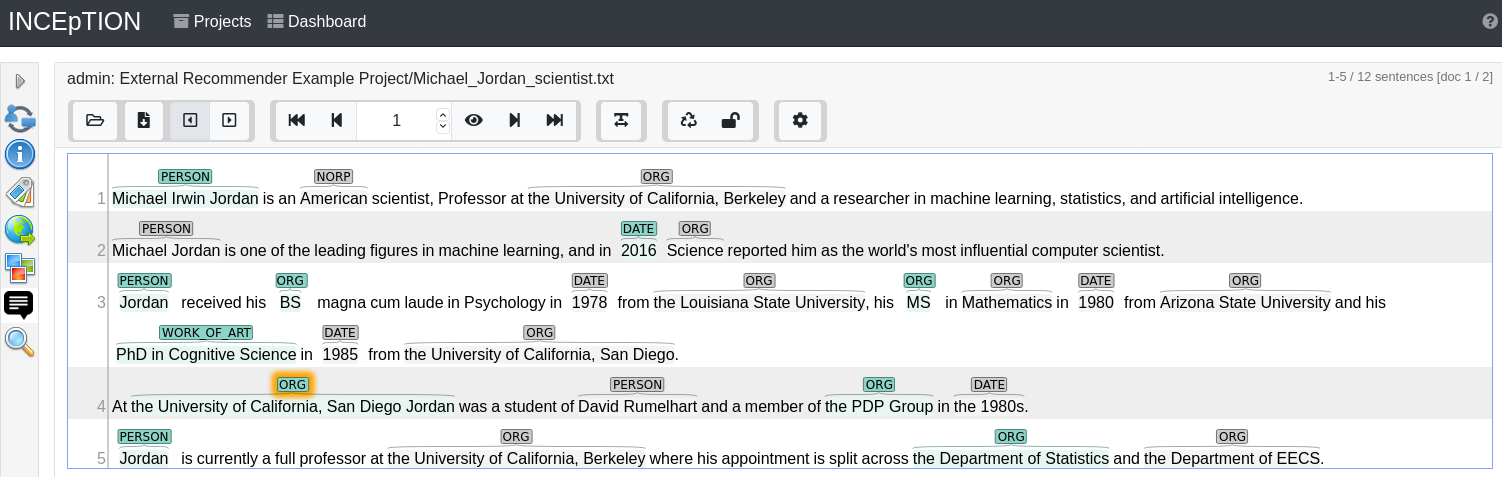 INCEpTION Projects Dashboard
admin: External Recommender Example Project/Michael_Jordan_scientist.txt 1-5 / 12 sentences [doc 1 / 2]
1
PERSON NORP ORG
1 Michael Irwin Jordan is an American scientist, Professor at the University of California, Berkeley and a researcher in machine learning, statistics, and artificial intelligence.
PERSON DATE ORG
2 Michael Jordan is one of the leading figures in machine learning, and in 2016 Science reported him as the world's most influential computer scientist.
PERSON ORG DATE ORG ORG ORG DATE ORG
3 Jordan received his BS magna cum laude in Psychology in 1978 from the Louisiana State University, his MS in Mathematics in 1980 from Arizona State University and his
WORK_OF_ART DATE ORG
PhD in Cognitive Science in 1985 from the University of California, San Diego.
ORG PERSON ORG DATE
4 At the University of California, San Diego Jordan was a student of David Rumelhart and a member of the PDP Group in the 1980s.
PERSON ORG ORG ORG
5 Jordan is currently a full professor at the University of California, Berkeley where his appointment is split across the Department of Statistics and the Department of EECS.